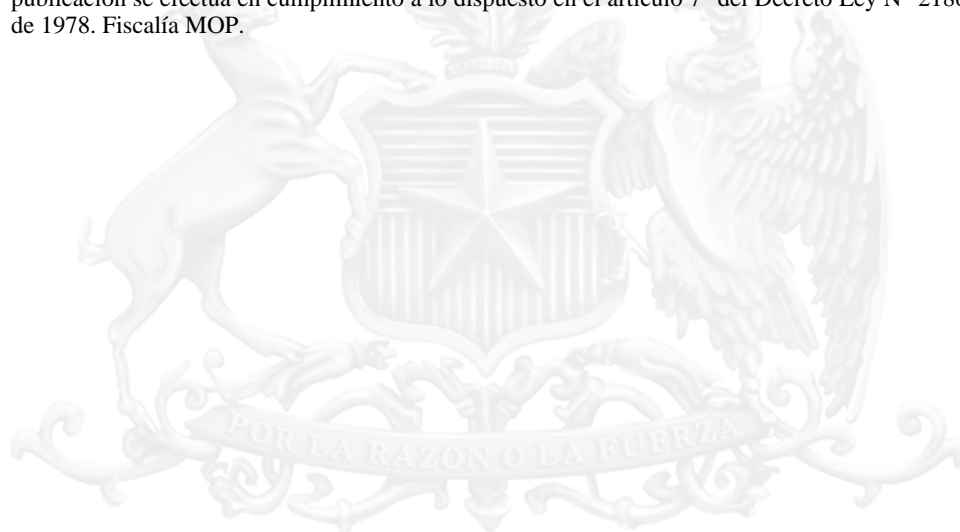 publicación se efectúa en cumplimiento a lo dispuesto en el artículo 7° del Decreto Ley N° 2186
de 1978. Fiscalía MOP.
POR LA RAZON O LA FUERZA